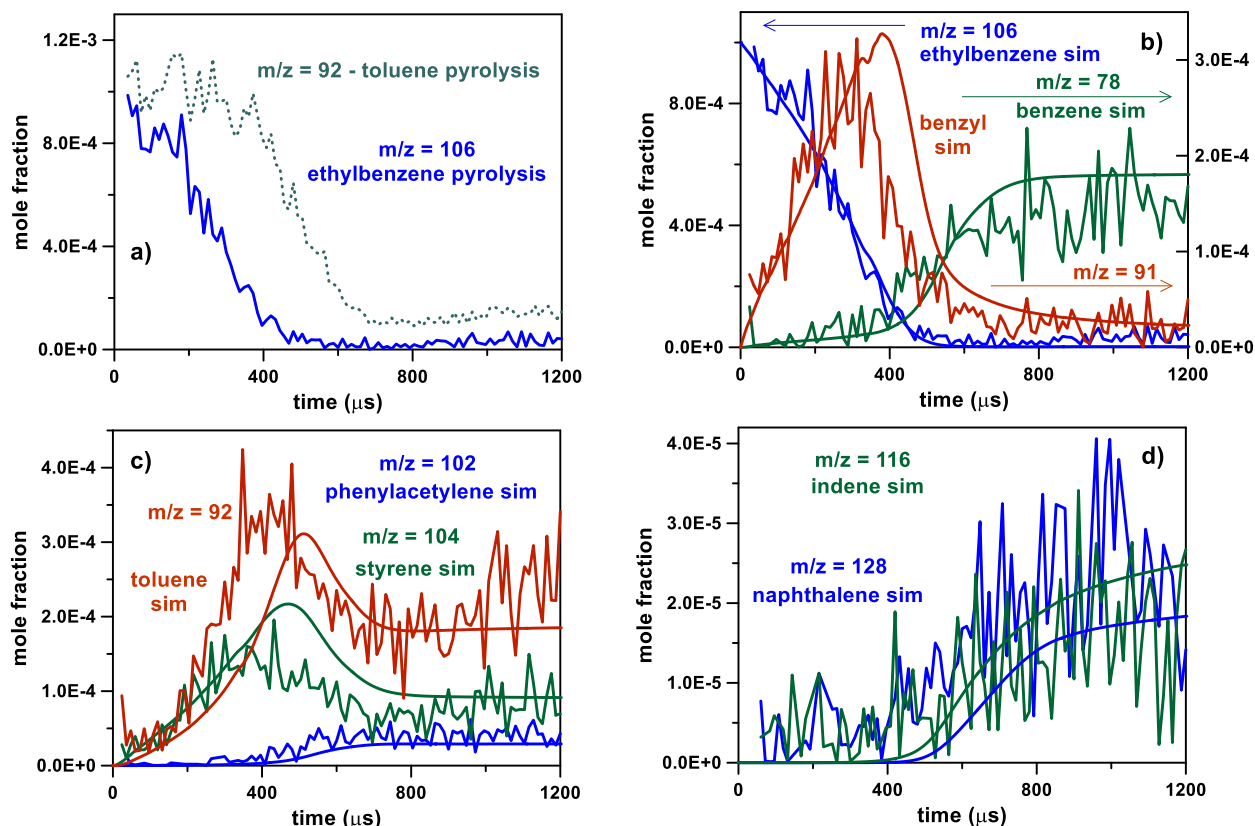 a)
m/z = 92 - toluene pyrolysis
m/z = 106
ethylbenzene pyrolysis
1.2E-3
8.0E-4
4.0E-4
0.0E+0
mole fraction
0 400 800 1200
time (μs)
b)
m/z = 106
ethylbenzene sim
m/z = 78
benzene sim
benzyl
sim
m/z = 91
8.0E-4
4.0E-4
0.0E+0
mole fraction
3.0E-4
2.0E-4
1.0E-4
0.0E+0
0 400 800 1200
time (μs)
c)
m/z = 102
phenylacetylene sim
m/z = 92
m/z = 104
styrene sim
toluene
sim
4.0E-4
3.0E-4
2.0E-4
1.0E-4
0.0E+0
mole fraction
0 400 800 1200
time (μs)
d)
m/z = 116
indene sim
m/z = 128
naphthalene sim
4.0E-5
3.0E-5
2.0E-5
1.0E-5
0.0E+0
mole fraction
0 400 800 1200
time (μs)